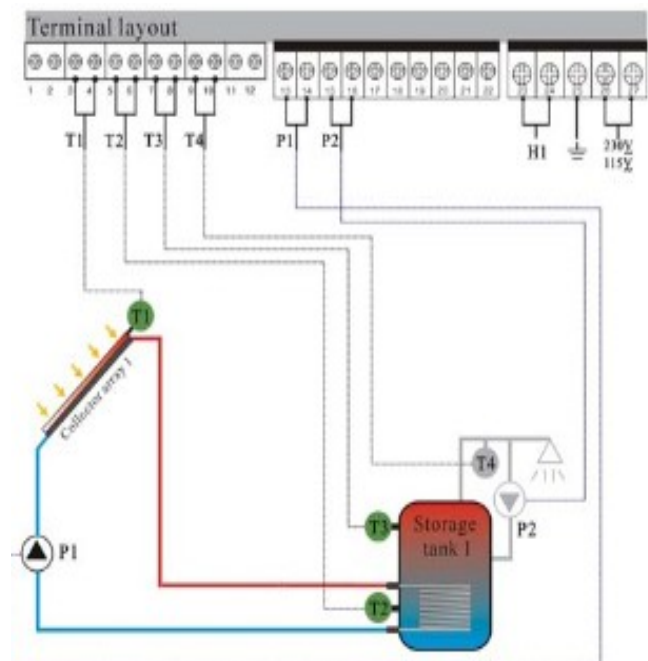 Terminal layout
1 2 3 4 5 6 7 8 9 10 11 12
13 14 15 16 17 18 19 20 21 22
23 24 25 26 27
T1 T2 T3 T4 P1 P2 H1
230V
115V
T1
Collector array 1
T4
P2
T3
Storage
tank 1
P1
T2